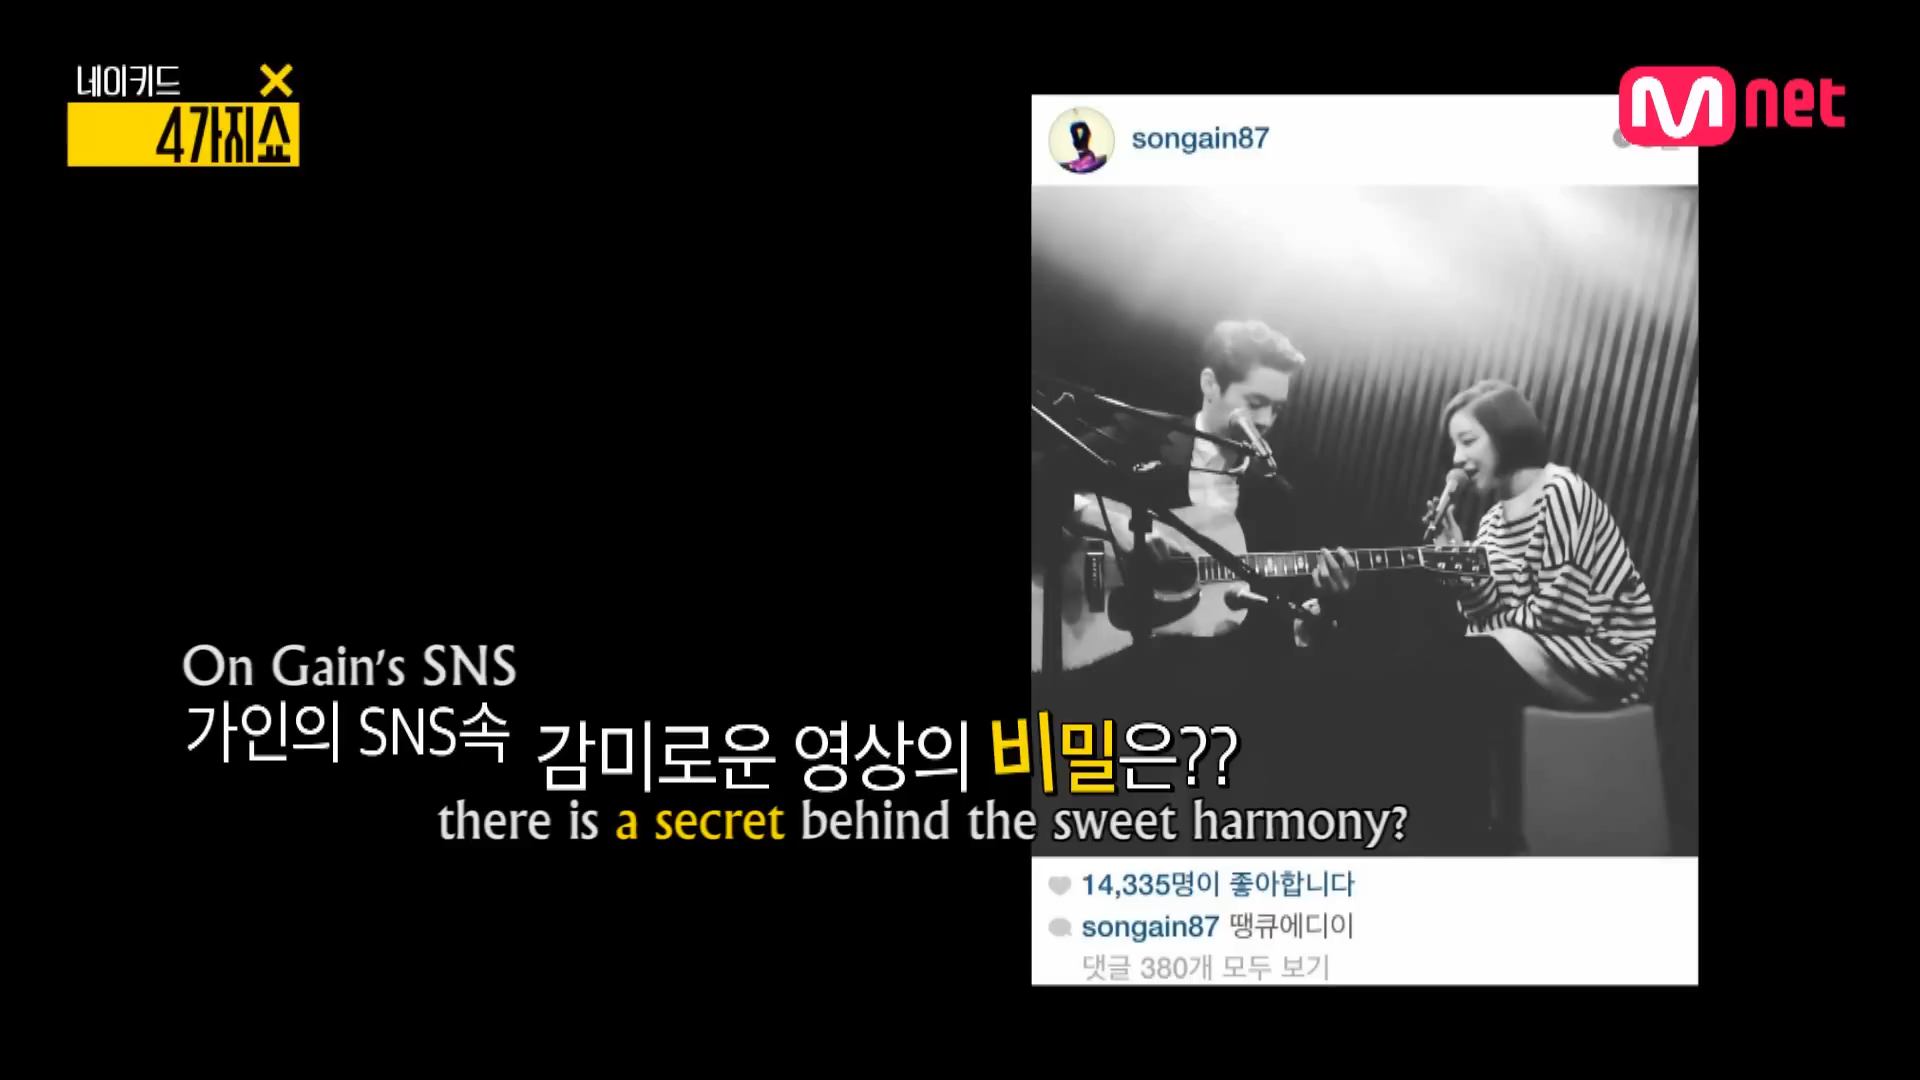 네이키드
4가지쇼
Mnet
songain87
On Gain's SNS
가인의 SNS속 감미로운 영상의 비밀은??
there is a secret behind the sweet harmony?
14,335명이 좋아합니다
songain87 땡큐에디이
댓글 380개 모두 보기